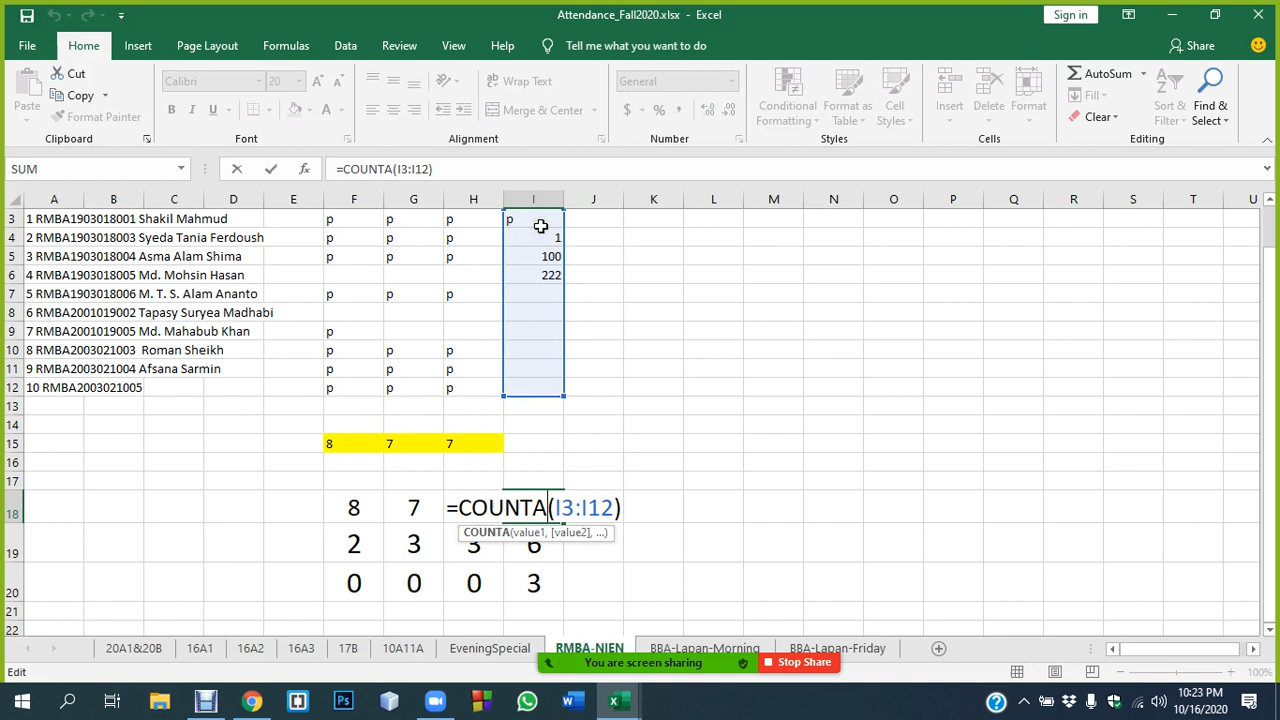 Attendance_Fall2020.xlsx - Excel
Sign in
File Home Insert Page Layout Formulas Data Review View Help Tell me what you want to do Share
Paste
Cut
Copy
Format Painter
Clipboard
Calibri 20
B I U
Font
Wrap Text
Merge & Center
Alignment
General
Number
Conditional Formatting
Format as Table
Cell Styles
Styles
Insert
Delete
Format
Cells
AutoSum
Fill
Clear
Sort & Filter
Find & Select
Editing
SUM =COUNTA(I3:I12)
A B C D E F G H I J K L M N O P Q R S T U
3 1 RMBA1903018001 Shakil Mahmud p p p p
4 2 RMBA1903018003 Syeda Tania Ferdoush p p p 1
5 3 RMBA1903018004 Asma Alam Shima p p p 100
6 4 RMBA1903018005 Md. Mohsin Hasan 222
7 5 RMBA1903018006 M. T. S. Alam Ananto p p p
8 6 RMBA2001019006 Tapasy Suryea Madhabi
9 7 RMBA2001019005 Md. Mahabub Khan p
10 8 RMBA2003021003 Roman Sheikh p p p
11 9 RMBA2003021004 Afsana Sarmin p p p
12 10 RMBA2003021005 p p p
13
14
15 8 7 7
16
17
18 8 7 =COUNTA(I3:I12)
COUNTA(value1, [value2], ...)
19 2 3 3 6
20 0 0 0 3
21
22
20A1&20B 16A1 16A2 16A3 17B 10A11A EveningSpecial RMBA-NIEN BBA-Lapan-Morning BBA-Lapan-Friday
You are screen sharing Stop Share
Edit 100%
10:23 PM
10/16/2020